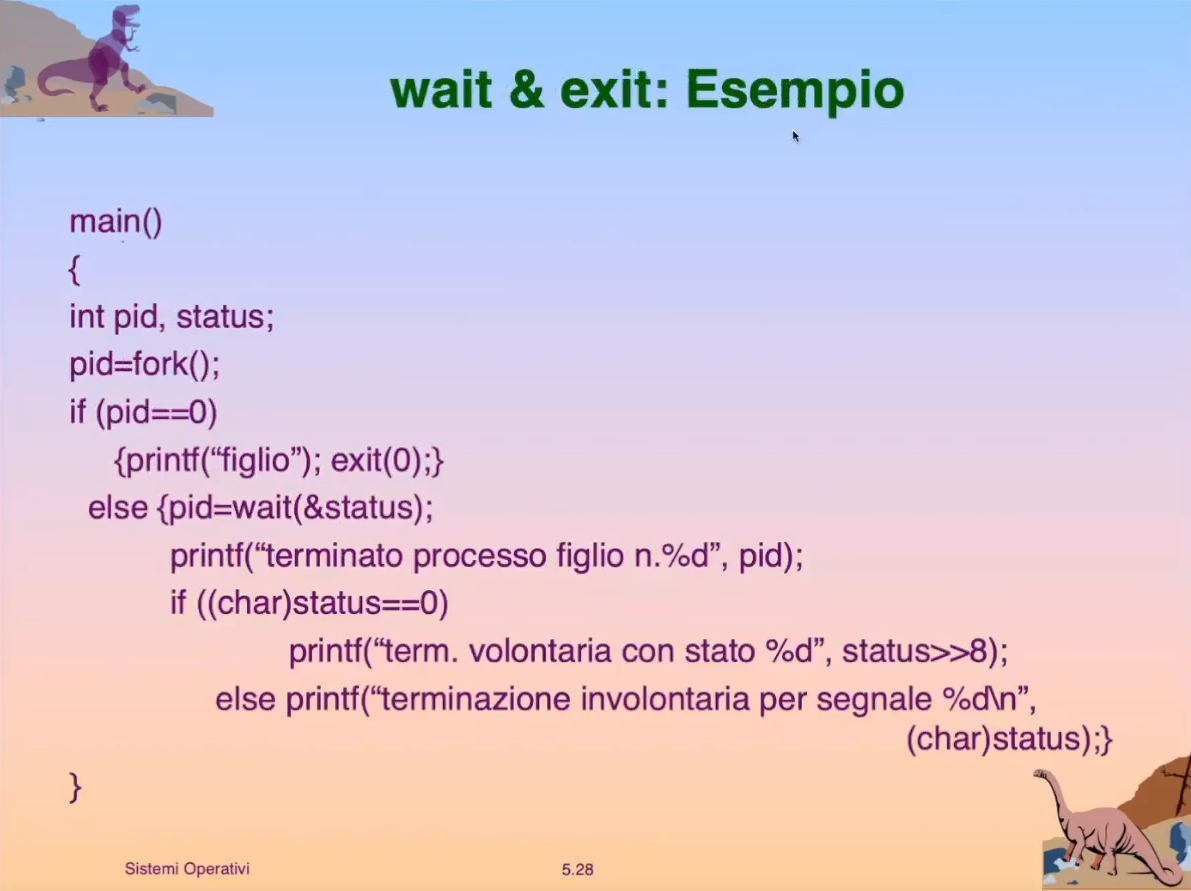 wait & exit: Esempio
main()
{
int pid, status;
pid=fork();
if (pid==0)
{printf(“figlio”); exit(0);}
else {pid=wait(&status);
printf(“terminato processo figlio n.%d”, pid);
if ((char)status==0)
printf(“term. volontaria con stato %d”, status>>8);
else printf(“terminazione involontaria per segnale %d\n”,
(char)status);}
}
Sistemi Operativi
5.28